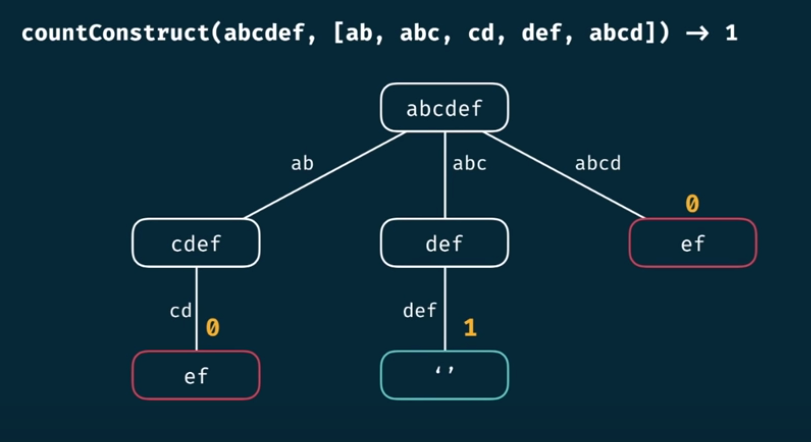 countConstruct(abcdef, [ab, abc, cd, def, abcd]) → 1
abcdef
ab
abc
abcd
0
cdef
def
ef
cd
0
def
1
ef
‘’